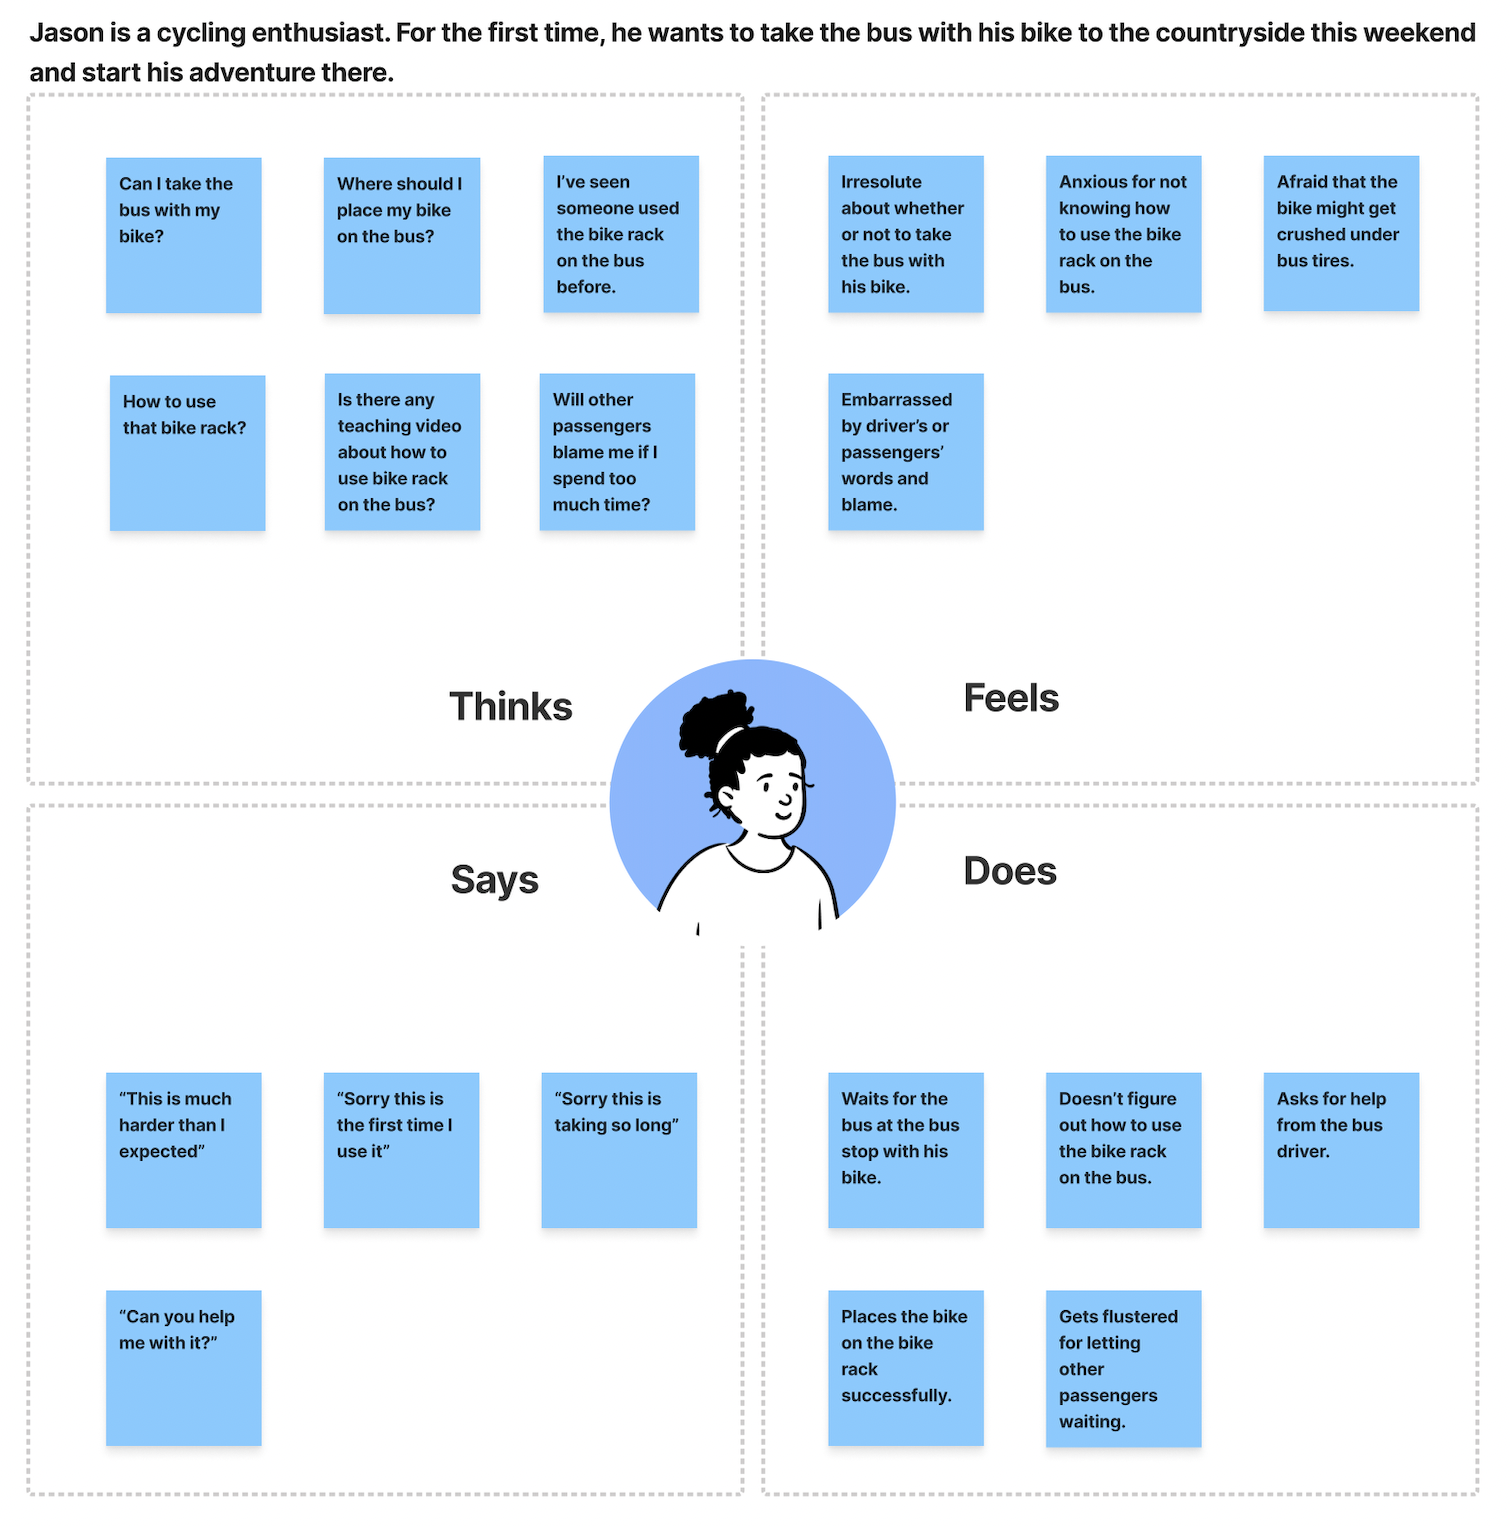 Jason is a cycling enthusiast. For the first time, he wants to take the bus with his bike to the countryside this weekend
and start his adventure there.
Can I take the
bus with my
bike?
Where should I
place my bike
on the bus?
I’ve seen
someone used
the bike rack
on the bus
before.
How to use
that bike rack?
Is there any
teaching video
about how to
use bike rack
on the bus?
Will other
passengers
blame me if I
spend too
much time?
Thinks
Irresolute
about whether
or not to take
the bus with
his bike.
Anxious for not
knowing how
to use the bike
rack on the
bus.
Afraid that the
bike might get
crushed under
bus tires.
Embarrassed
by driver’s or
passengers’
words and
blame.
Feels
Says
“This is much
harder than I
expected”
“Sorry this is
the first time I
use it”
“Sorry this is
taking so long”
“Can you help
me with it?”
Does
Waits for the
bus at the bus
stop with his
bike.
Doesn’t figure
out how to use
the bike rack
on the bus.
Asks for help
from the bus
driver.
Places the bike
on the bike
rack
successfully.
Gets flustered
for letting
other
passengers
waiting.